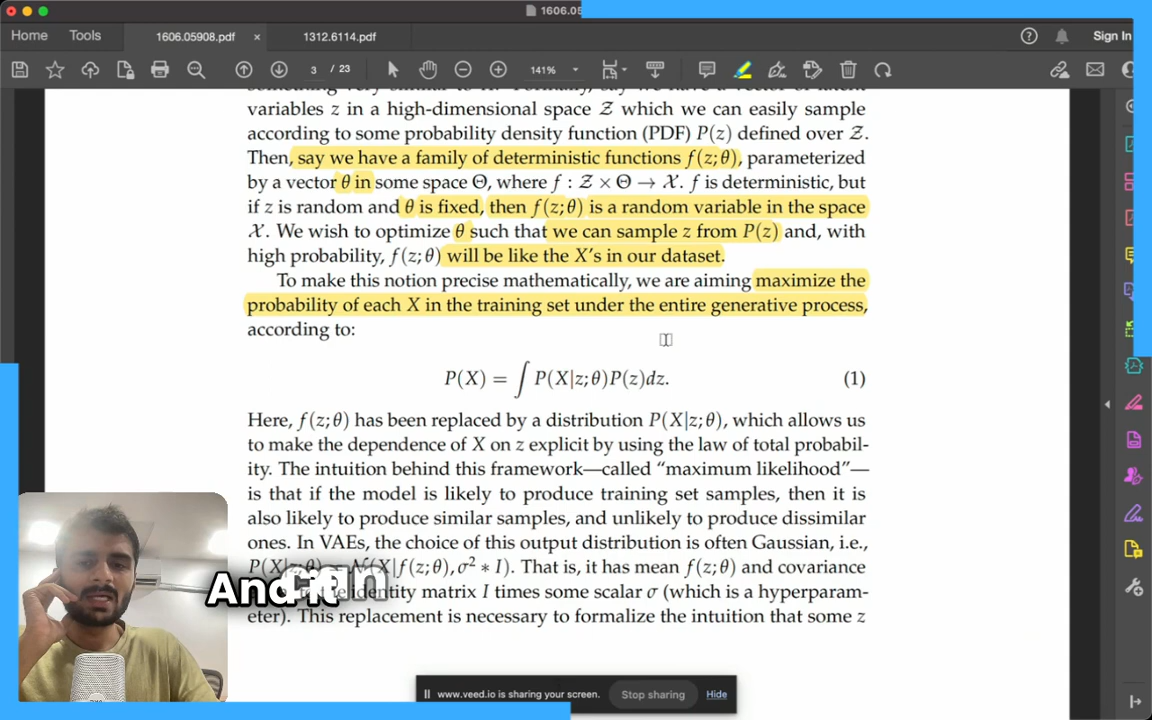 1606.05
Home Tools 1606.05908.pdf × 1312.6114.pdf Sign In
3 / 23 141%
variables z in a high-dimensional space 𝒵 which we can easily sample
according to some probability density function (PDF) P(z) defined over 𝒵.
Then, say we have a family of deterministic functions f(z;θ), parameterized
by a vector θ in some space Θ, where f : 𝒵 × Θ → 𝒳. f is deterministic, but
if z is random and θ is fixed, then f(z;θ) is a random variable in the space
𝒳. We wish to optimize θ such that we can sample z from P(z) and, with
high probability, f(z;θ) will be like the X's in our dataset.
To make this notion precise mathematically, we are aiming maximize the
probability of each X in the training set under the entire generative process,
according to:
P(X) = ∫ P(X|z;θ)P(z)dz. (1)
Here, f(z;θ) has been replaced by a distribution P(X|z;θ), which allows us
to make the dependence of X on z explicit by using the law of total probabil-
ity. The intuition behind this framework—called “maximum likelihood”—
is that if the model is likely to produce training set samples, then it is
also likely to produce similar samples, and unlikely to produce dissimilar
ones. In VAEs, the choice of this output distribution is often Gaussian, i.e.,
P(X|z;θ) = 𝒩(X|f(z;θ), σ² * I). That is, it has mean f(z;θ) and covariance
identity matrix I times some scalar σ (which is a hyperparam-
eter). This replacement is necessary to formalize the intuition that some z
And it can
www.veed.io is sharing your screen. Stop sharing Hide